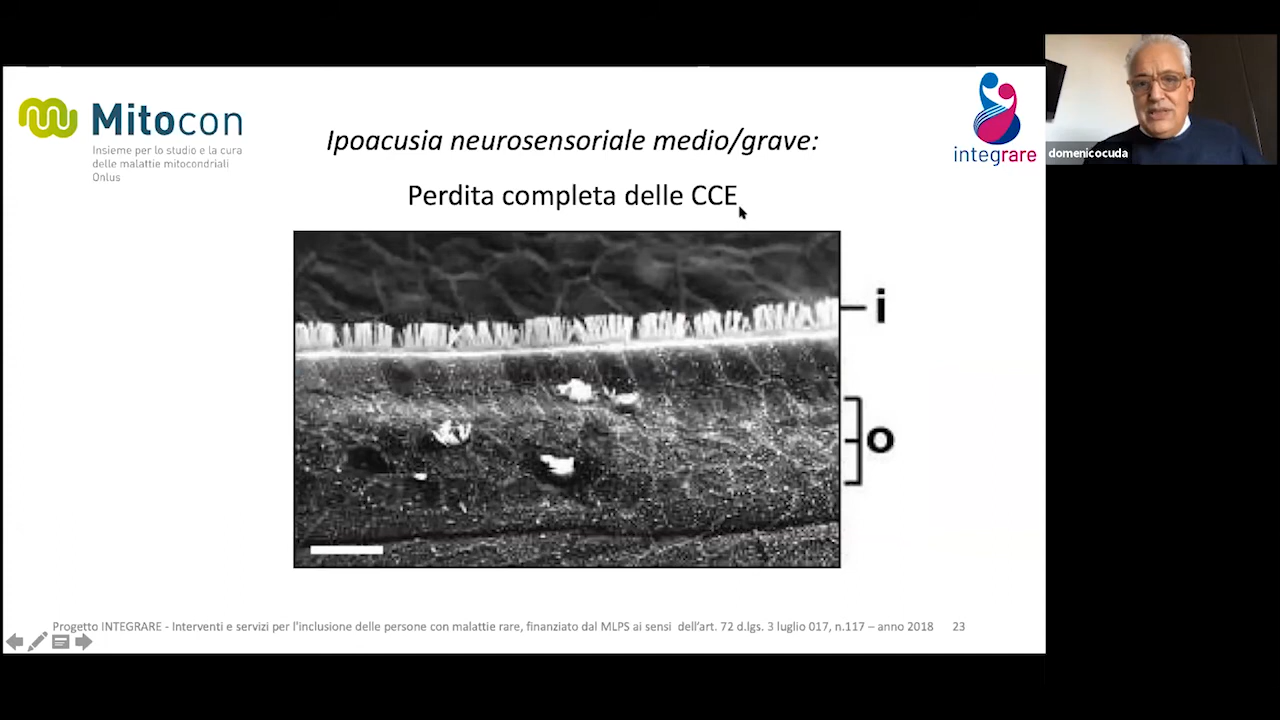 Mitocon
Insieme per lo studio e la cura
delle malattie mitocondriali
Onlus
Ipoacusia neurosensoriale medio/grave:
Perdita completa delle CCE
integrare
domenicocuda
i
o
Progetto INTEGRARE - Interventi e servizi per l'inclusione delle persone con malattie rare, finanziato dal MLPS ai sensi dell'art. 72 d.lgs. 3 luglio 017, n.117 – anno 2018 23